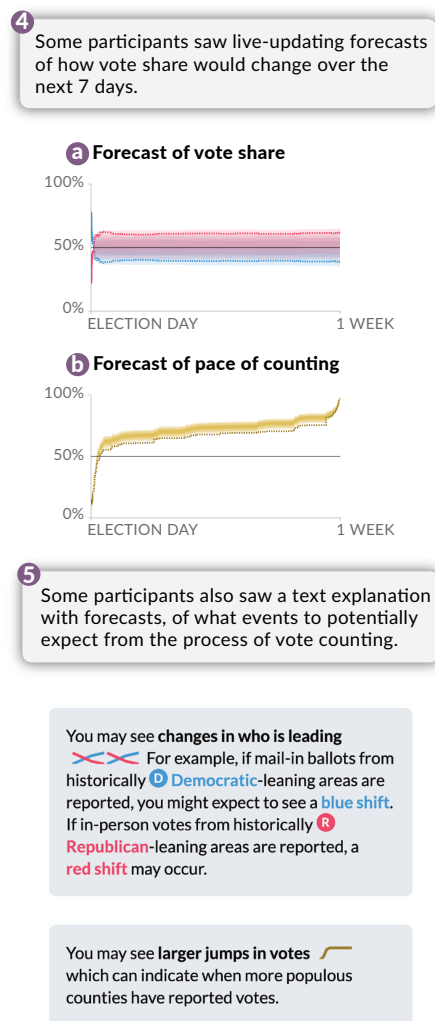 4
Some participants saw live-updating forecasts
of how vote share would change over the
next 7 days.
a Forecast of vote share
100%
50%
0%
ELECTION DAY 1 WEEK
b Forecast of pace of counting
100%
50%
0%
ELECTION DAY 1 WEEK
5
Some participants also saw a text explanation
with forecasts, of what events to potentially
expect from the process of vote counting.
You may see changes in who is leading
For example, if mail-in ballots from
historically D Democratic-leaning areas are
reported, you might expect to see a blue shift.
If in-person votes from historically R
Republican-leaning areas are reported, a
red shift may occur.
You may see larger jumps in votes
which can indicate when more populous
counties have reported votes.